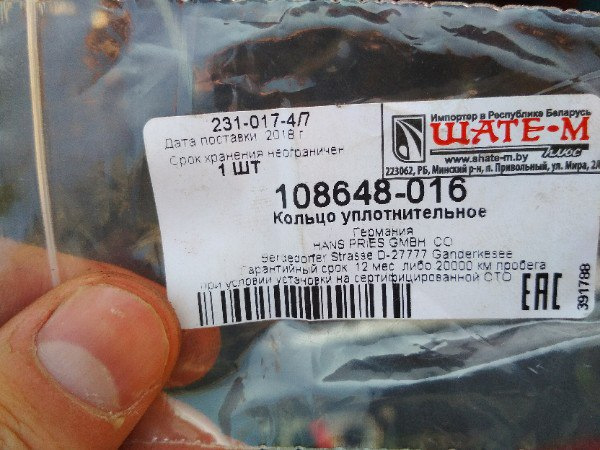 231-017-4/7
Дата поставки 2018 г
Срок хранения неограничен
1 ШТ
Импортер в Республике Беларусь
ШАТЕ-М
плюс
www.shate-m.by
223062, РБ, Минский р-н, п. Привольный, ул. Мира, 2/
108648-016
Кольцо уплотнительное
Германия
HANS PRIES GMBH CO
Strasse D-27777 Ganderkesee
Гарантийный срок 12 мес. либо 20000 км пробега
при условии установки на сертифицированной СТО
EAC
391788